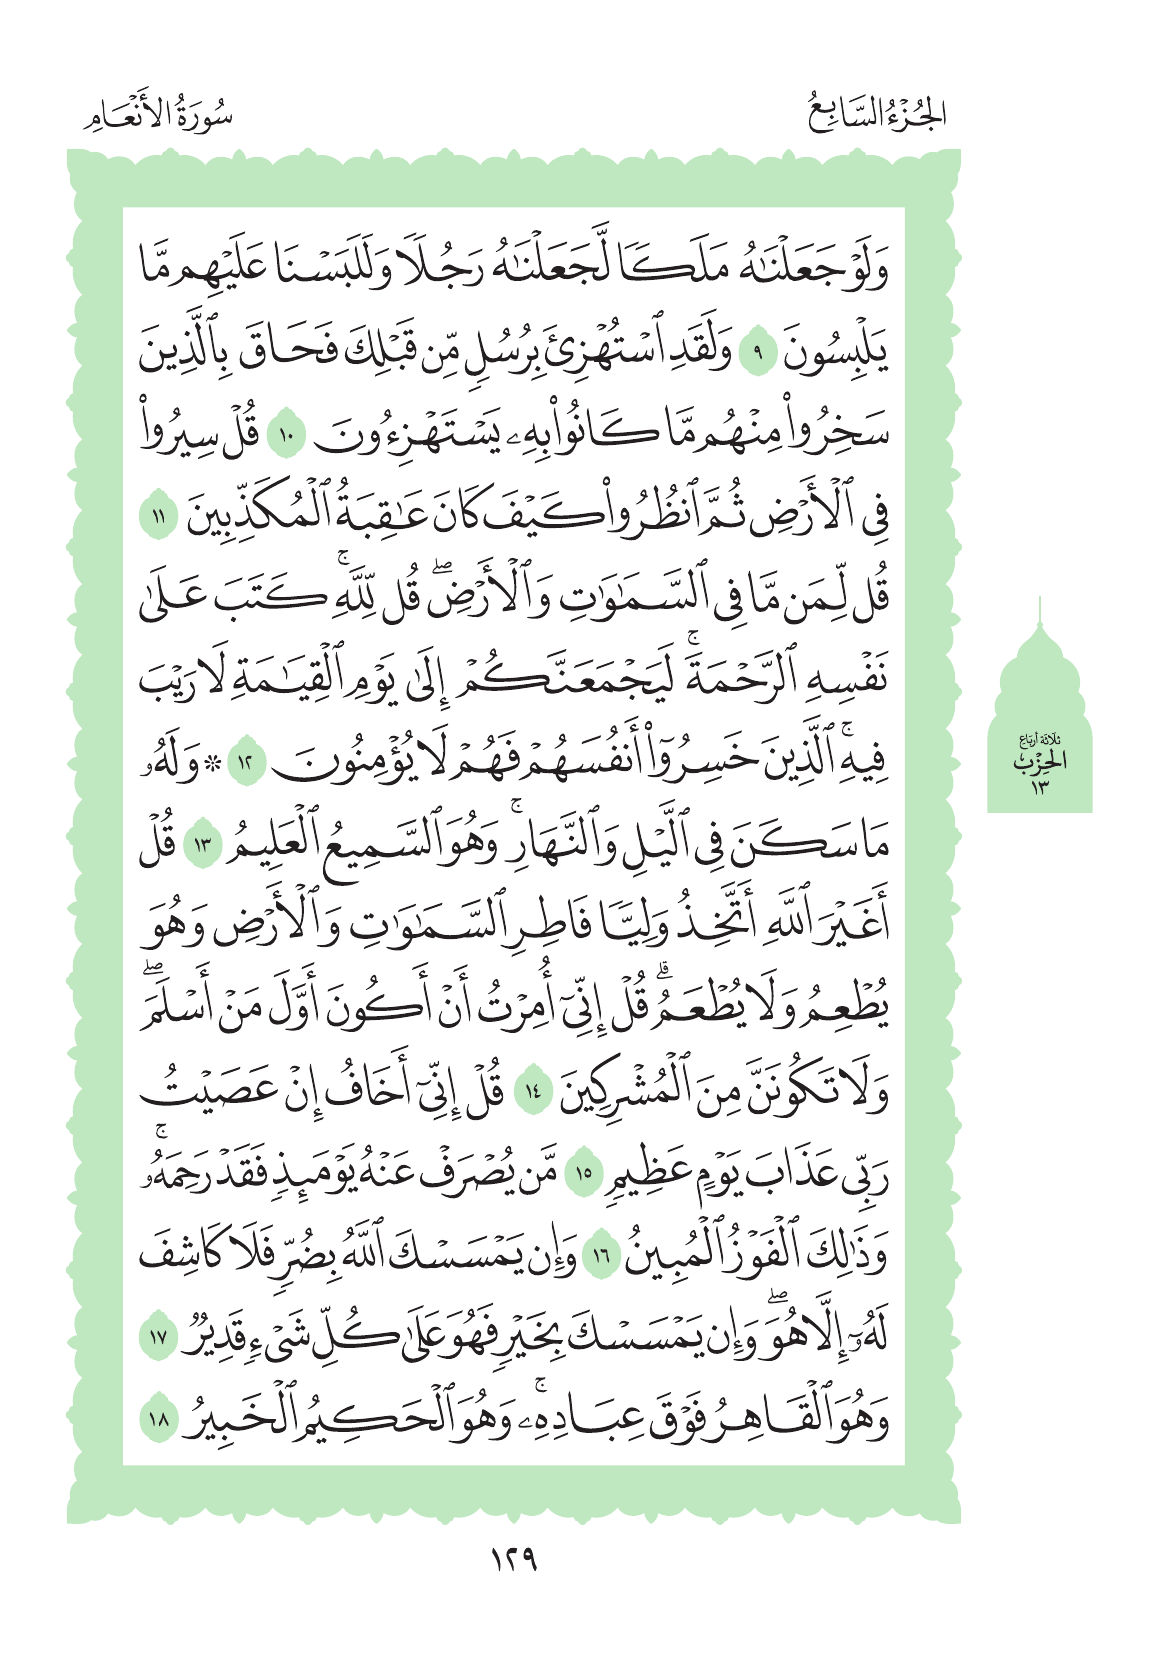 الجُزْءُ السَّابِعُ
سُورَةُ الأَنْعَامِ
وَلَوْ جَعَلْنَٰهُ مَلَكٗا لَّجَعَلْنَٰهُ رَجُلٗا وَلَلَبَسْنَا عَلَيْهِم مَّا
يَلْبِسُونَ ٩ وَلَقَدِ ٱسْتُهْزِئَ بِرُسُلٖ مِّن قَبْلِكَ فَحَاقَ بِٱلَّذِينَ
سَخِرُواْ مِنْهُم مَّا كَانُواْ بِهِۦ يَسْتَهْزِءُونَ ١٠ قُلْ سِيرُواْ
فِي ٱلْأَرْضِ ثُمَّ ٱنظُرُواْ كَيْفَ كَانَ عَٰقِبَةُ ٱلْمُكَذِّبِينَ ١١
قُل لِّمَن مَّا فِي ٱلسَّمَٰوَٰتِ وَٱلْأَرْضِۖ قُل لِّلَّهِۚ كَتَبَ عَلَىٰ
نَفْسِهِ ٱلرَّحْمَةَۚ لَيَجْمَعَنَّكُمْ إِلَىٰ يَوْمِ ٱلْقِيَٰمَةِ لَا رَيْبَ
فِيهِۚ ٱلَّذِينَ خَسِرُوٓاْ أَنفُسَهُمْ فَهُمْ لَا يُؤْمِنُونَ ١٢ ۞ وَلَهُۥ
مَا سَكَنَ فِي ٱلَّيْلِ وَٱلنَّهَارِۚ وَهُوَ ٱلسَّمِيعُ ٱلْعَلِيمُ ١٣ قُلْ
أَغَيْرَ ٱللَّهِ أَتَّخِذُ وَلِيّٗا فَاطِرِ ٱلسَّمَٰوَٰتِ وَٱلْأَرْضِ وَهُوَ
يُطْعِمُ وَلَا يُطْعَمُۗ قُلْ إِنِّيٓ أُمِرْتُ أَنْ أَكُونَ أَوَّلَ مَنْ أَسْلَمَۖ
وَلَا تَكُونَنَّ مِنَ ٱلْمُشْرِكِينَ ١٤ قُلْ إِنِّيٓ أَخَافُ إِنْ عَصَيْتُ
رَبِّي عَذَابَ يَوْمٍ عَظِيمٖ ١٥ مَّن يُصْرَفْ عَنْهُ يَوْمَئِذٖ فَقَدْ رَحِمَهُۥۚ
وَذَٰلِكَ ٱلْفَوْزُ ٱلْمُبِينُ ١٦ وَإِن يَمْسَسْكَ ٱللَّهُ بِضُرّٖ فَلَا كَاشِفَ
لَهُۥٓ إِلَّا هُوَۖ وَإِن يَمْسَسْكَ بِخَيْرٖ فَهُوَ عَلَىٰ كُلِّ شَيْءٖ قَدِيرٞ ١٧
وَهُوَ ٱلْقَاهِرُ فَوْقَ عِبَادِهِۦۚ وَهُوَ ٱلْحَكِيمُ ٱلْخَبِيرُ ١٨
ثلاثة أرباع
الحِزْب
١٣
١٢٩